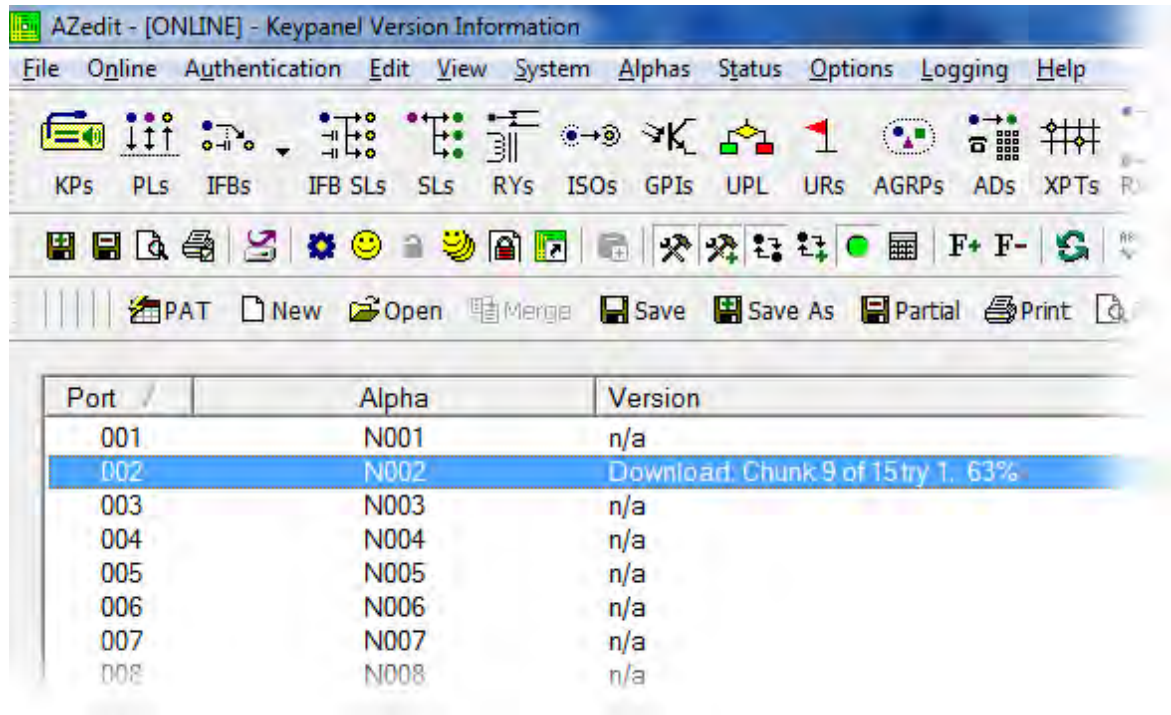 AZedit - [ONLINE] - Keypanel Version Information
File Online Authentication Edit View System Alphas Status Options Logging Help
KPs PLs IFBs IFB SLs SLs RYs ISOs GPIs UPL URs AGRPs ADs XPTs
F+ F-
PAT New Open Merge Save Save As Partial Print
Port Alpha Version
001 N001 n/a
002 N002 Download: Chunk 9 of 15 try 1, 63%
003 N003 n/a
004 N004 n/a
005 N005 n/a
006 N006 n/a
007 N007 n/a
008 N008 n/a